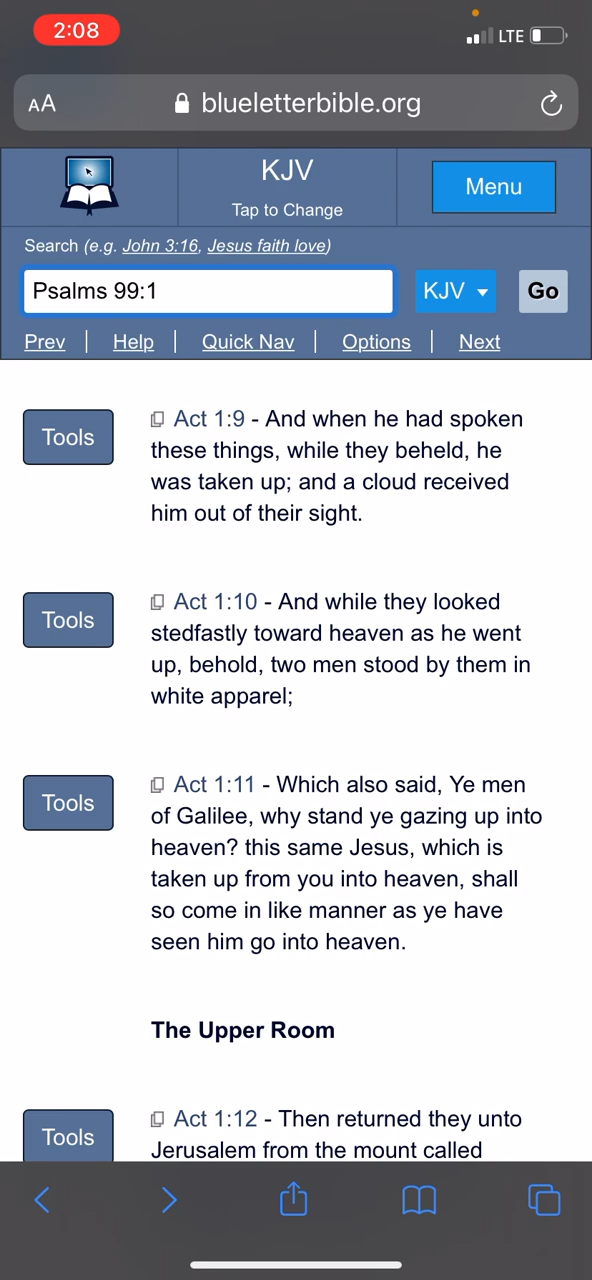 2:08
LTE
AA
blueletterbible.org
KJV
Tap to Change
Menu
Search (e.g. John 3:16, Jesus faith love)
Psalms 99:1
KJV
Go
Prev | Help | Quick Nav | Options | Next
Tools
Act 1:9 - And when he had spoken
these things, while they beheld, he
was taken up; and a cloud received
him out of their sight.
Tools
Act 1:10 - And while they looked
stedfastly toward heaven as he went
up, behold, two men stood by them in
white apparel;
Tools
Act 1:11 - Which also said, Ye men
of Galilee, why stand ye gazing up into
heaven? this same Jesus, which is
taken up from you into heaven, shall
so come in like manner as ye have
seen him go into heaven.
The Upper Room
Tools
Act 1:12 - Then returned they unto
Jerusalem from the mount called